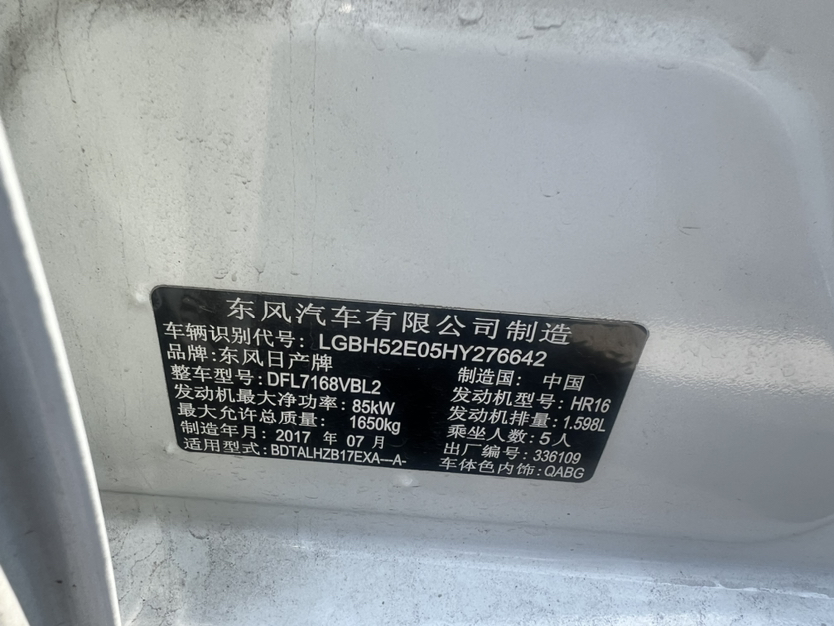 东风汽车有限公司制造
车辆识别代号: LGBH52E05HY276642
品牌:东风日产牌 制造国: 中国
整车型号:DFL7168VBL2 发动机型号: HR16
发动机最大净功率: 85kW 发动机排量:1.598L
最大允许总质量: 1650kg 乘坐人数:5人
制造年月:2017 年 07 月 出厂编号:336109
适用型式:BDTALHZB17EXA---A- 车体色内饰:QABG